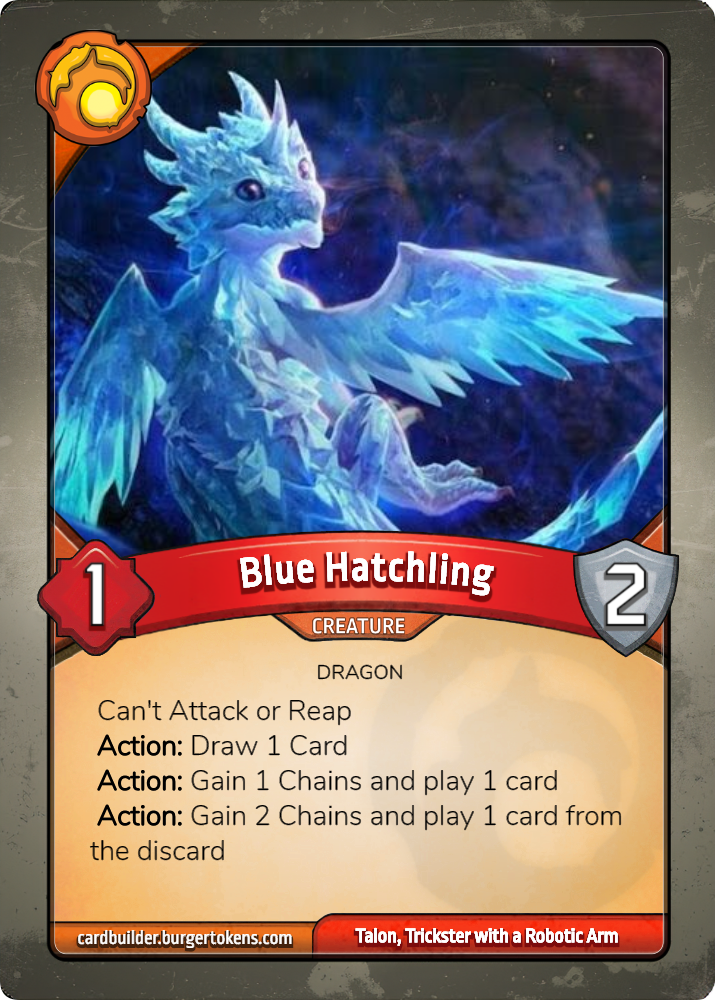 1
Blue Hatchling
2
CREATURE
DRAGON
Can't Attack or Reap
Action: Draw 1 Card
Action: Gain 1 Chains and play 1 card
Action: Gain 2 Chains and play 1 card from
the discard
cardbuilder.burgertokens.com
Talon, Trickster with a Robotic Arm